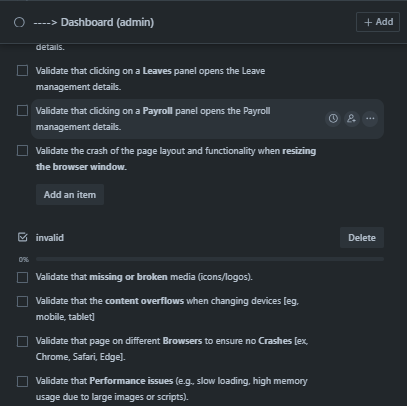 ----> Dashboard (admin)
+ Add
details.
Validate that clicking on a Leaves panel opens the Leave
management details.
Validate that clicking on a Payroll panel opens the Payroll
management details.
Validate the crash of the page layout and functionality when resizing
the browser window.
Add an item
invalid
Delete
0%
Validate that missing or broken media (icons/logos).
Validate that the content overflows when changing devices [eg,
mobile, tablet]
Validate that page on different Browsers to ensure no Crashes [ex,
Chrome, Safari, Edge].
Validate that Performance issues (e.g., slow loading, high memory
usage due to large images or scripts).